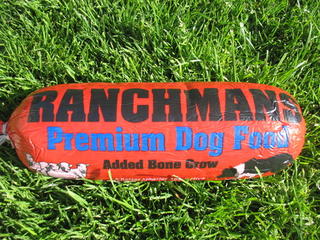 RANCHMANS
Premium Dog Food
Added Bone Grow